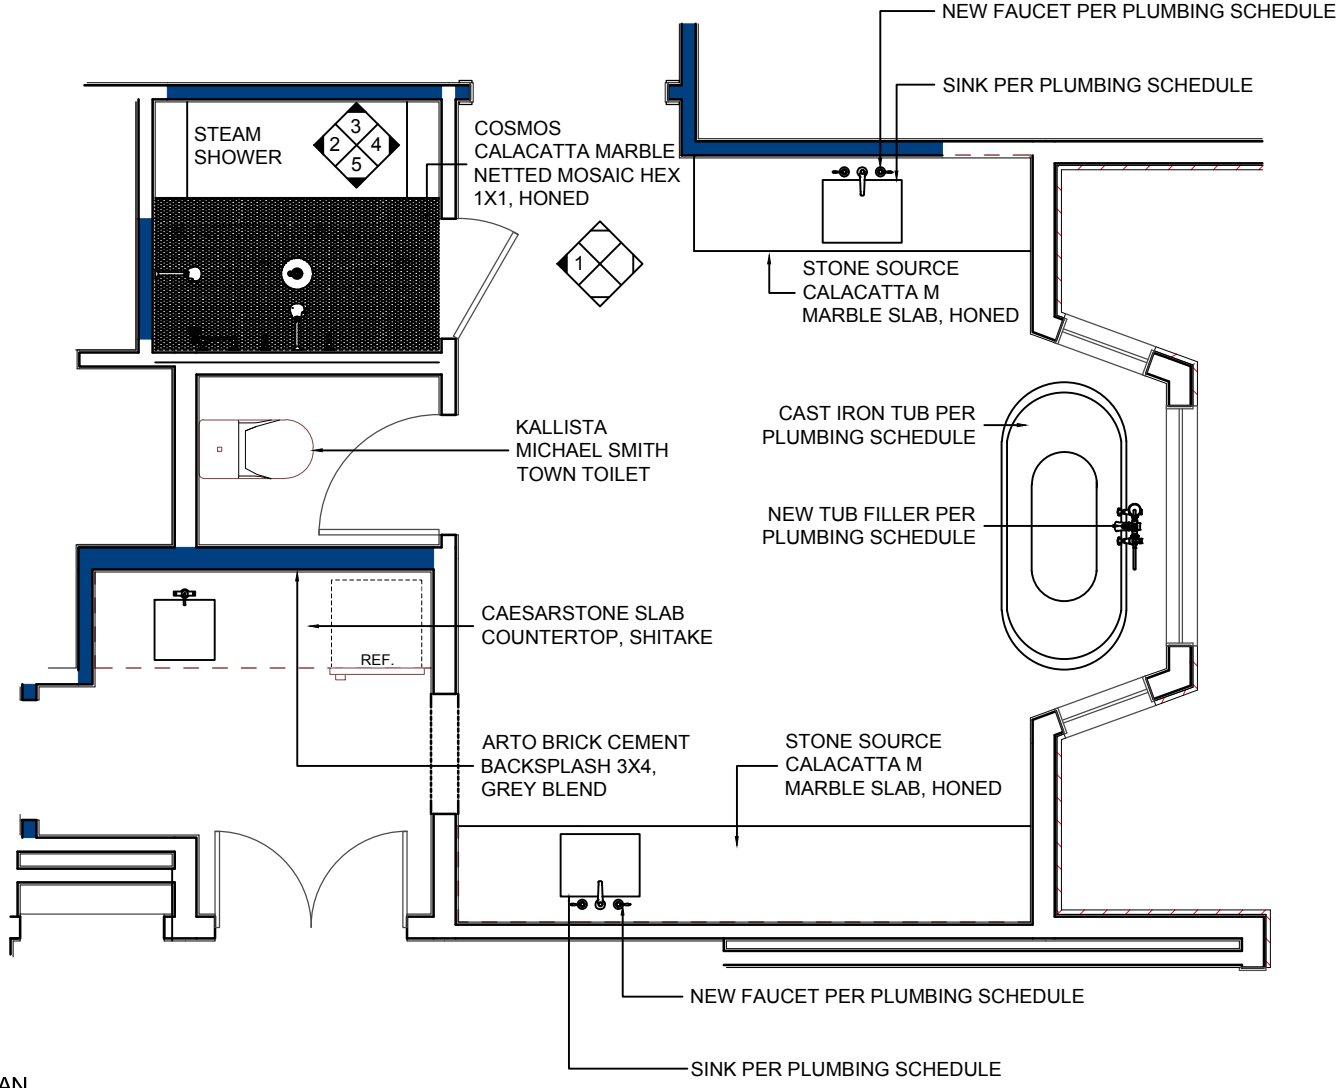 NEW FAUCET PER PLUMBING SCHEDULE
SINK PER PLUMBING SCHEDULE
STEAM
SHOWER
3
2 4
5
COSMOS
CALACATTA MARBLE
NETTED MOSAIC HEX
1X1, HONED
1
STONE SOURCE
CALACATTA M
MARBLE SLAB, HONED
KALLISTA
MICHAEL SMITH
TOWN TOILET
CAST IRON TUB PER
PLUMBING SCHEDULE
NEW TUB FILLER PER
PLUMBING SCHEDULE
CAESARSTONE SLAB
COUNTERTOP, SHITAKE
REF.
ARTO BRICK CEMENT
BACKSPLASH 3X4,
GREY BLEND
STONE SOURCE
CALACATTA M
MARBLE SLAB, HONED
NEW FAUCET PER PLUMBING SCHEDULE
SINK PER PLUMBING SCHEDULE